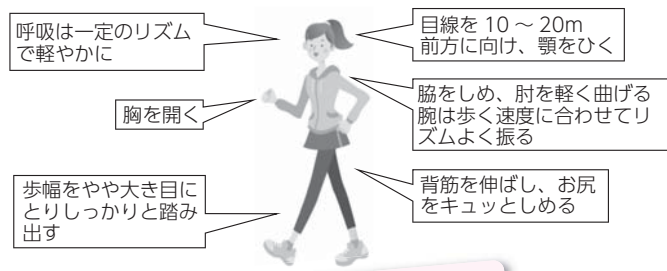 呼吸は一定のリズム
で軽やかに
目線を 10 〜 20m
前方に向け、顎をひく
胸を開く
脇をしめ、肘を軽く曲げる
腕は歩く速度に合わせてリ
ズムよく振る
歩幅をやや大き目に
とりしっかりと踏み
出す
背筋を伸ばし、お尻
をキュッとしめる